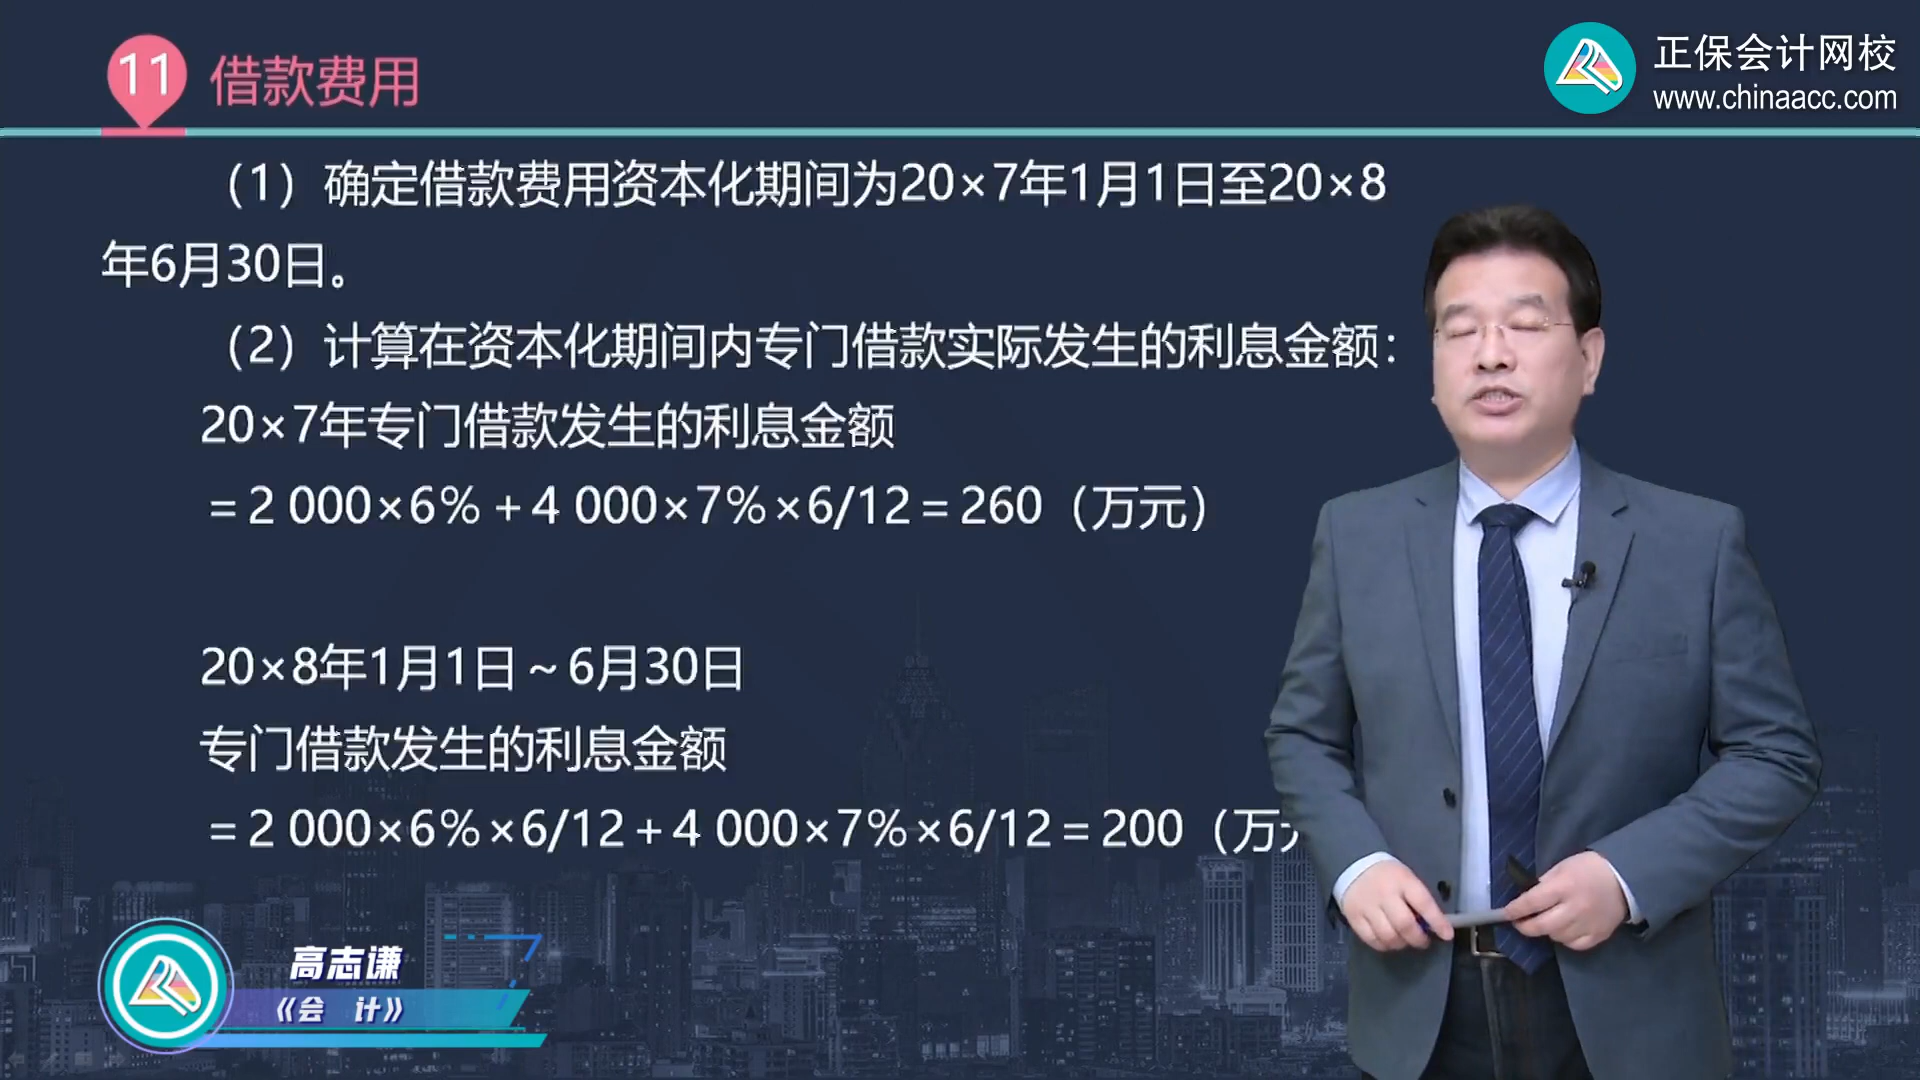 11 借款费用
正保会计网校
www.chinaacc.com
（1）确定借款费用资本化期间为20×7年1月1日至20×8
年6月30日。
（2）计算在资本化期间内专门借款实际发生的利息金额：
20×7年专门借款发生的利息金额
＝2 000×6％＋4 000×7％×6/12＝260（万元）
20×8年1月1日～6月30日
专门借款发生的利息金额
＝2 000×6％×6/12＋4 000×7％×6/12＝200（万
高志谦
《会 计》